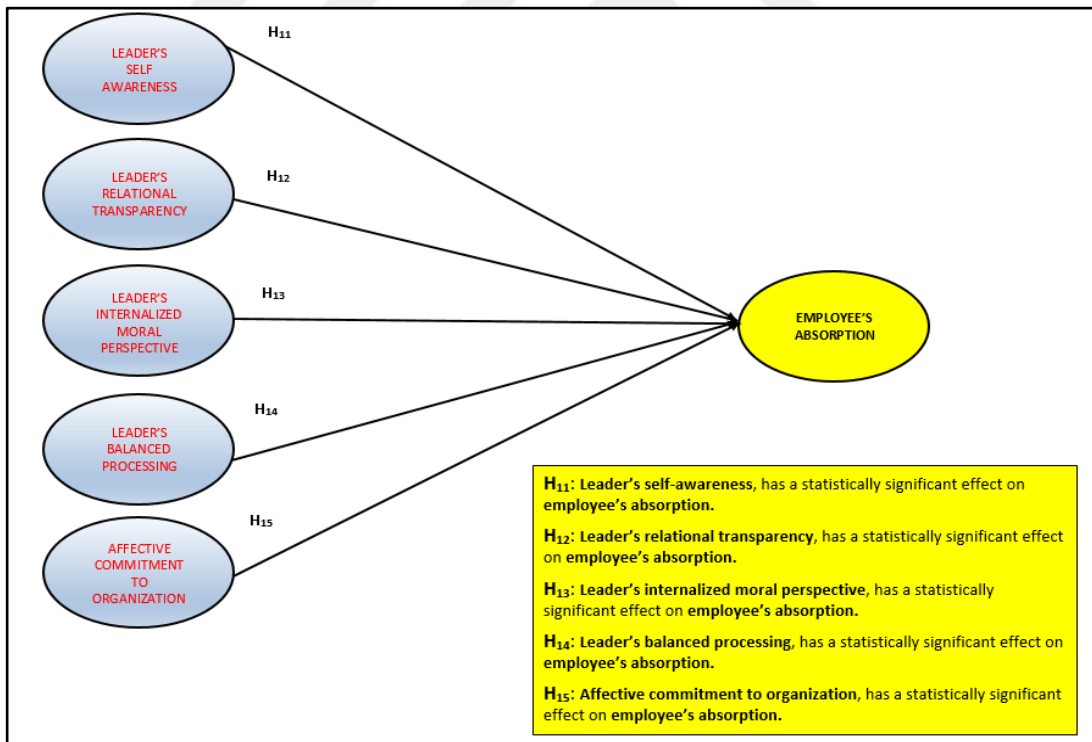 H₁₁
LEADER'S
SELF
AWARENESS
H₁₂
LEADER'S
RELATIONAL
TRANSPARENCY
H₁₃
LEADER'S
INTERNALIZED
MORAL
PERSPECTIVE
EMPLOYEE'S
ABSORPTION
H₁₄
LEADER'S
BALANCED
PROCESSING
H₁₅
AFFECTIVE
COMMITMENT
TO
ORGANIZATION
H₁₁: Leader's self-awareness, has a statistically significant effect on
employee's absorption.
H₁₂: Leader's relational transparency, has a statistically significant effect
on employee's absorption.
H₁₃: Leader's internalized moral perspective, has a statistically
significant effect on employee's absorption.
H₁₄: Leader's balanced processing, has a statistically significant effect on
employee's absorption.
H₁₅: Affective commitment to organization, has a statistically significant
effect on employee's absorption.